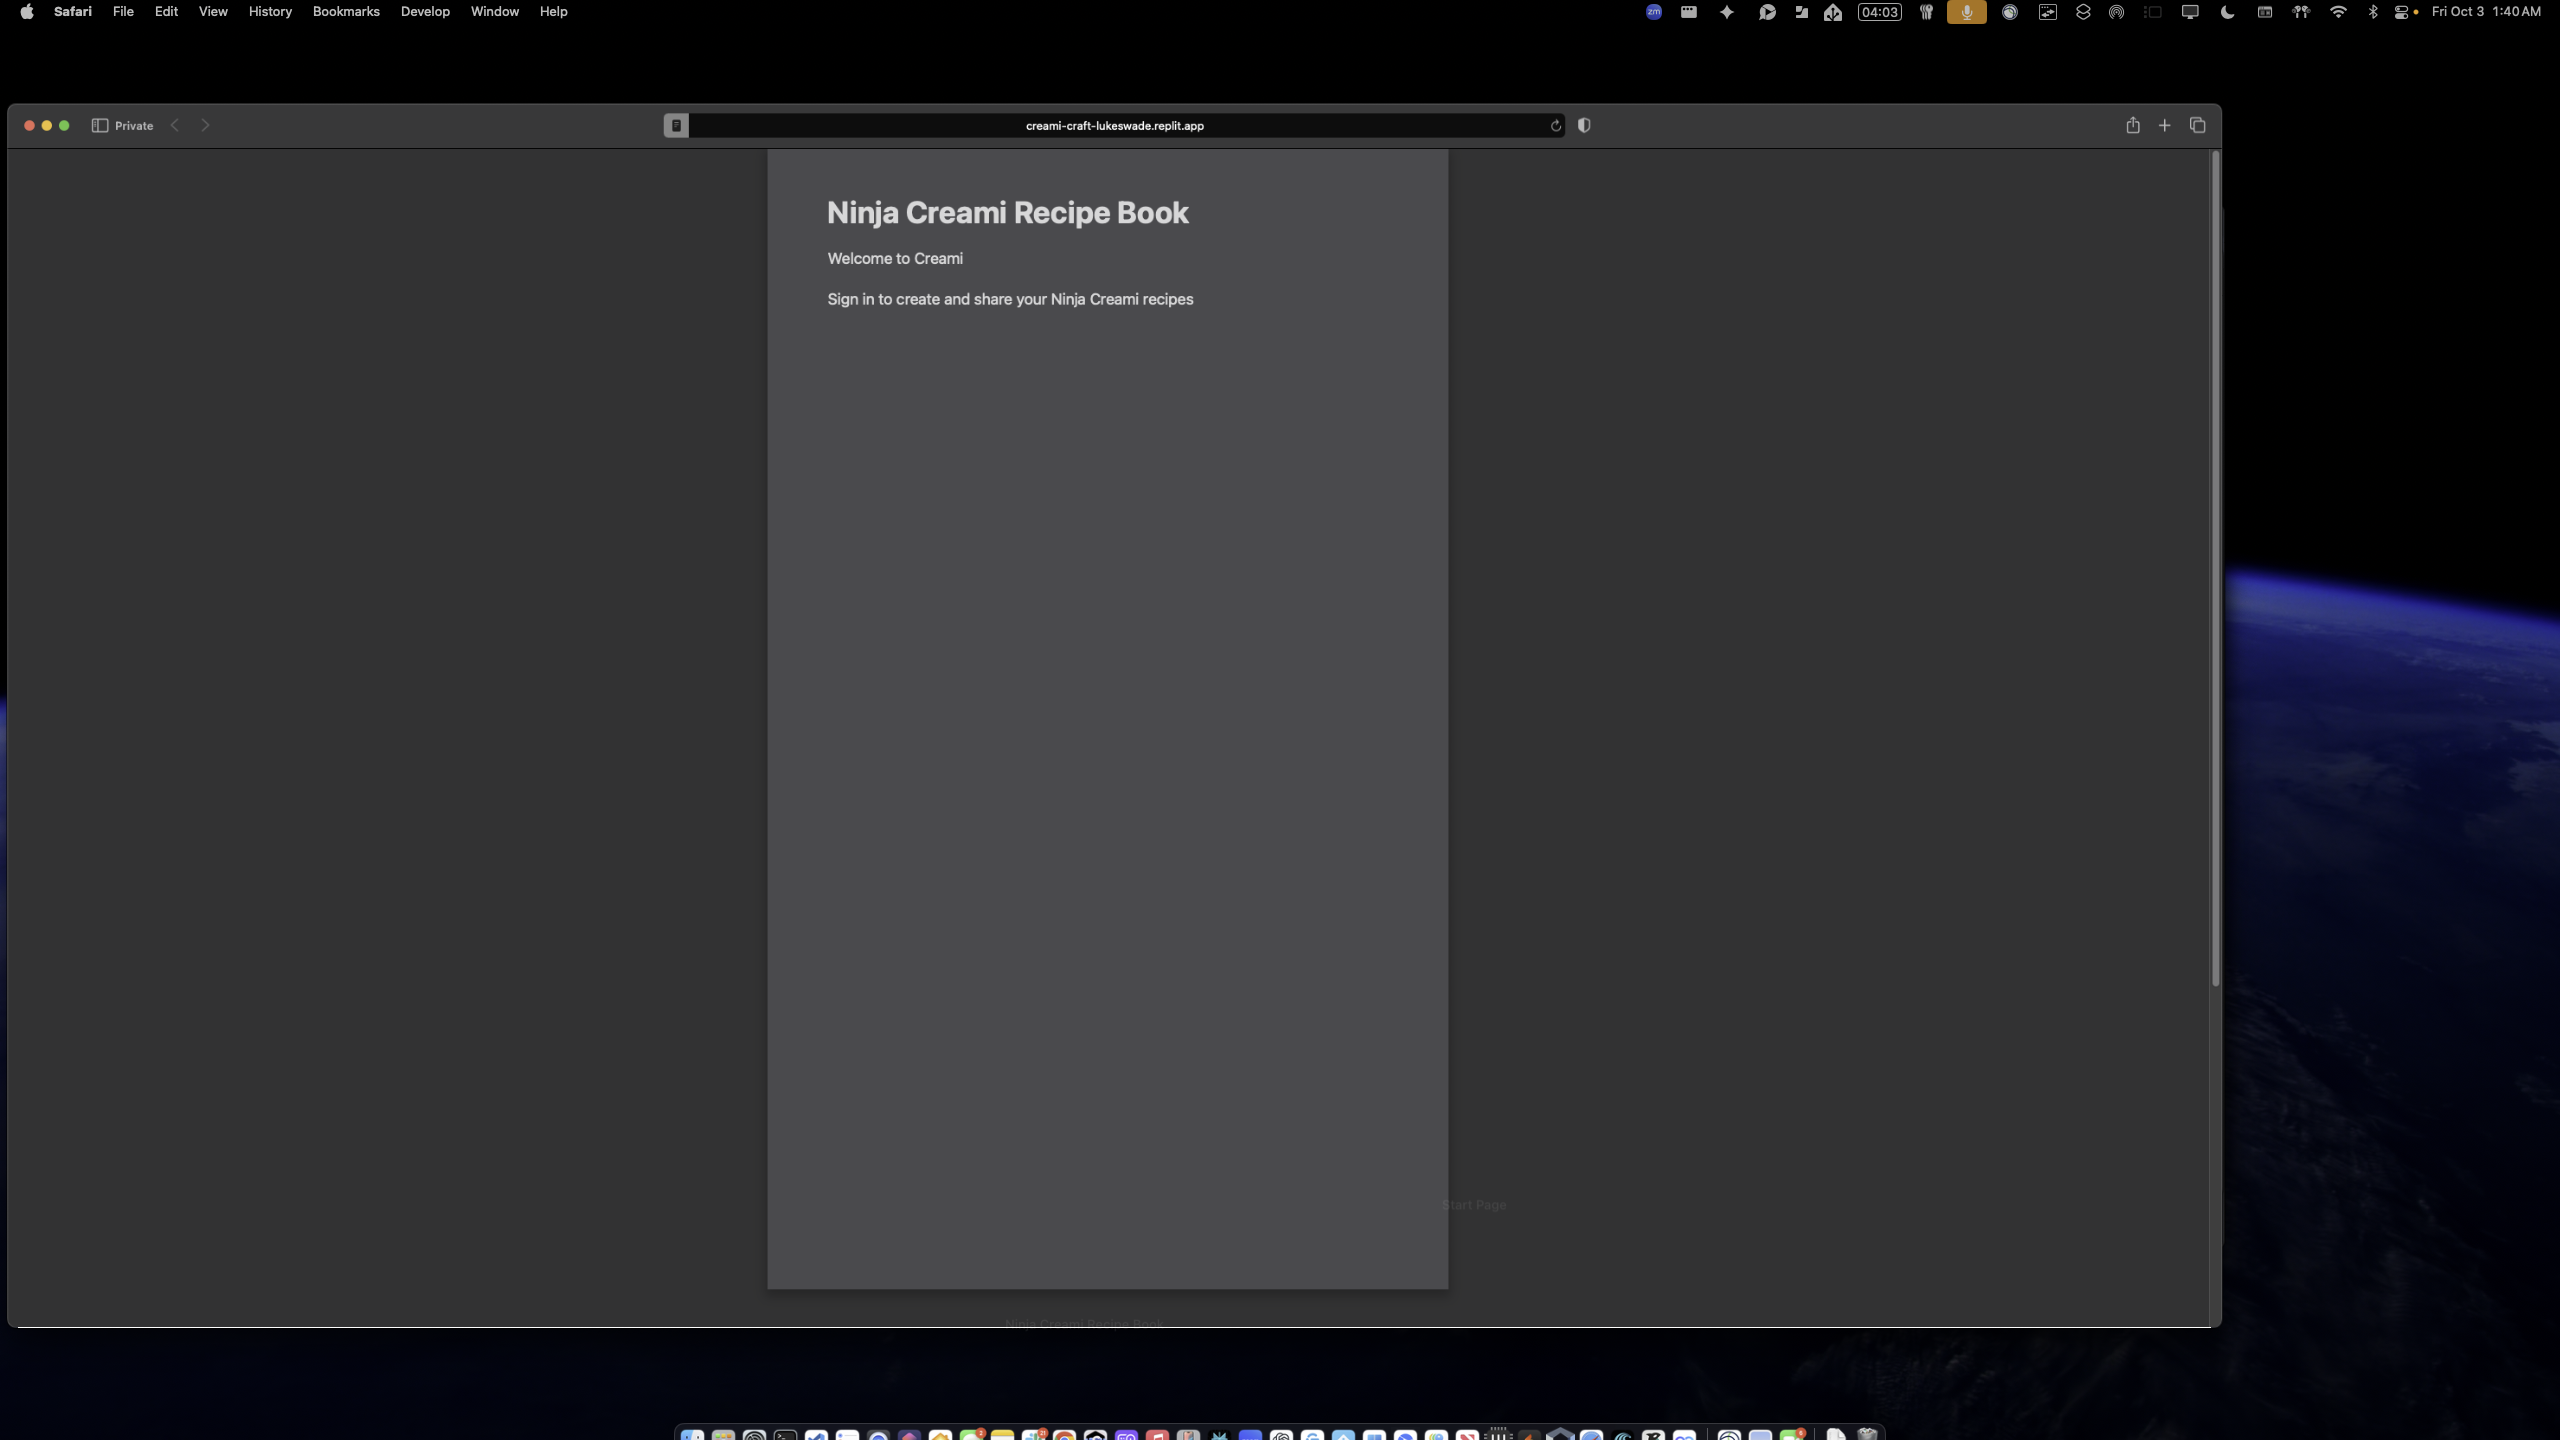 Safari File Edit View History Bookmarks Develop Window Help
zm 04:03 Fri Oct 3 1:40 AM
Private
creami-craft-lukeswade.replit.app
Ninja Creami Recipe Book
Welcome to Creami
Sign in to create and share your Ninja Creami recipes
Start Page
Ninja Creami Recipe Book